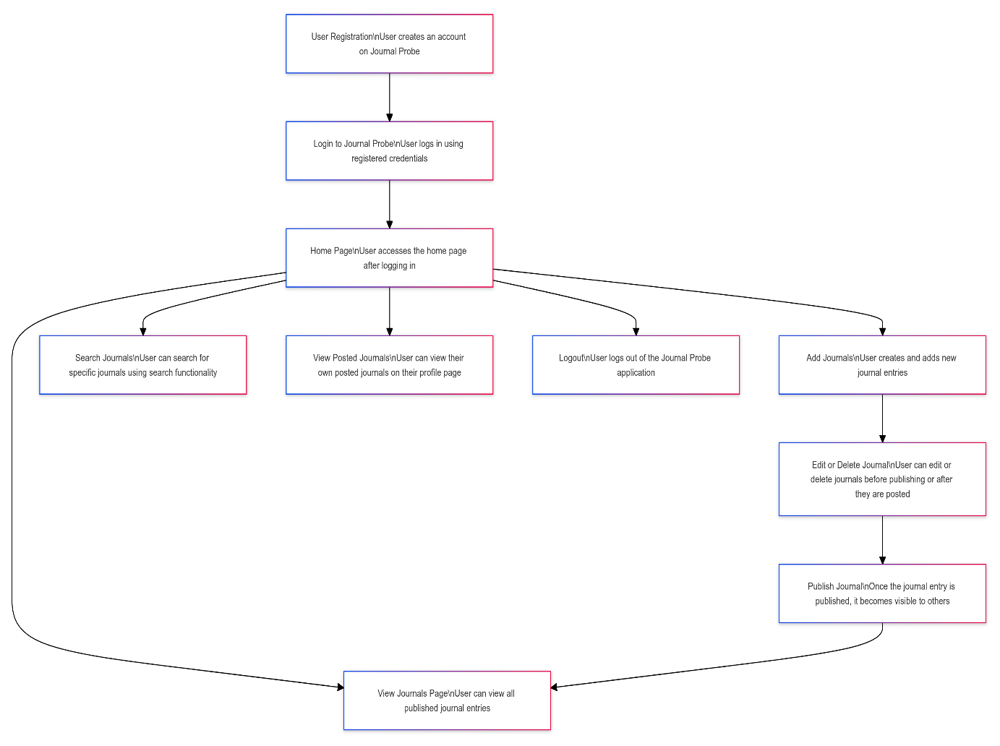 User Registration\nUser creates an account
on Journal Probe
Login to Journal Probe\nUser logs in using
registered credentials
Home Page\nUser accesses the home page
after logging in
Search Journals\nUser can search for
specific journals using search functionality
View Posted Journals\nUser can view their
own posted journals on their profile page
Logout\nUser logs out of the Journal Probe
application
Add Journals\nUser creates and adds new
journal entries
Edit or Delete Journal\nUser can edit or
delete journals before publishing or after
they are posted
Publish Journal\nOnce the journal entry is
published, it becomes visible to others
View Journals Page\nUser can view all
published journal entries